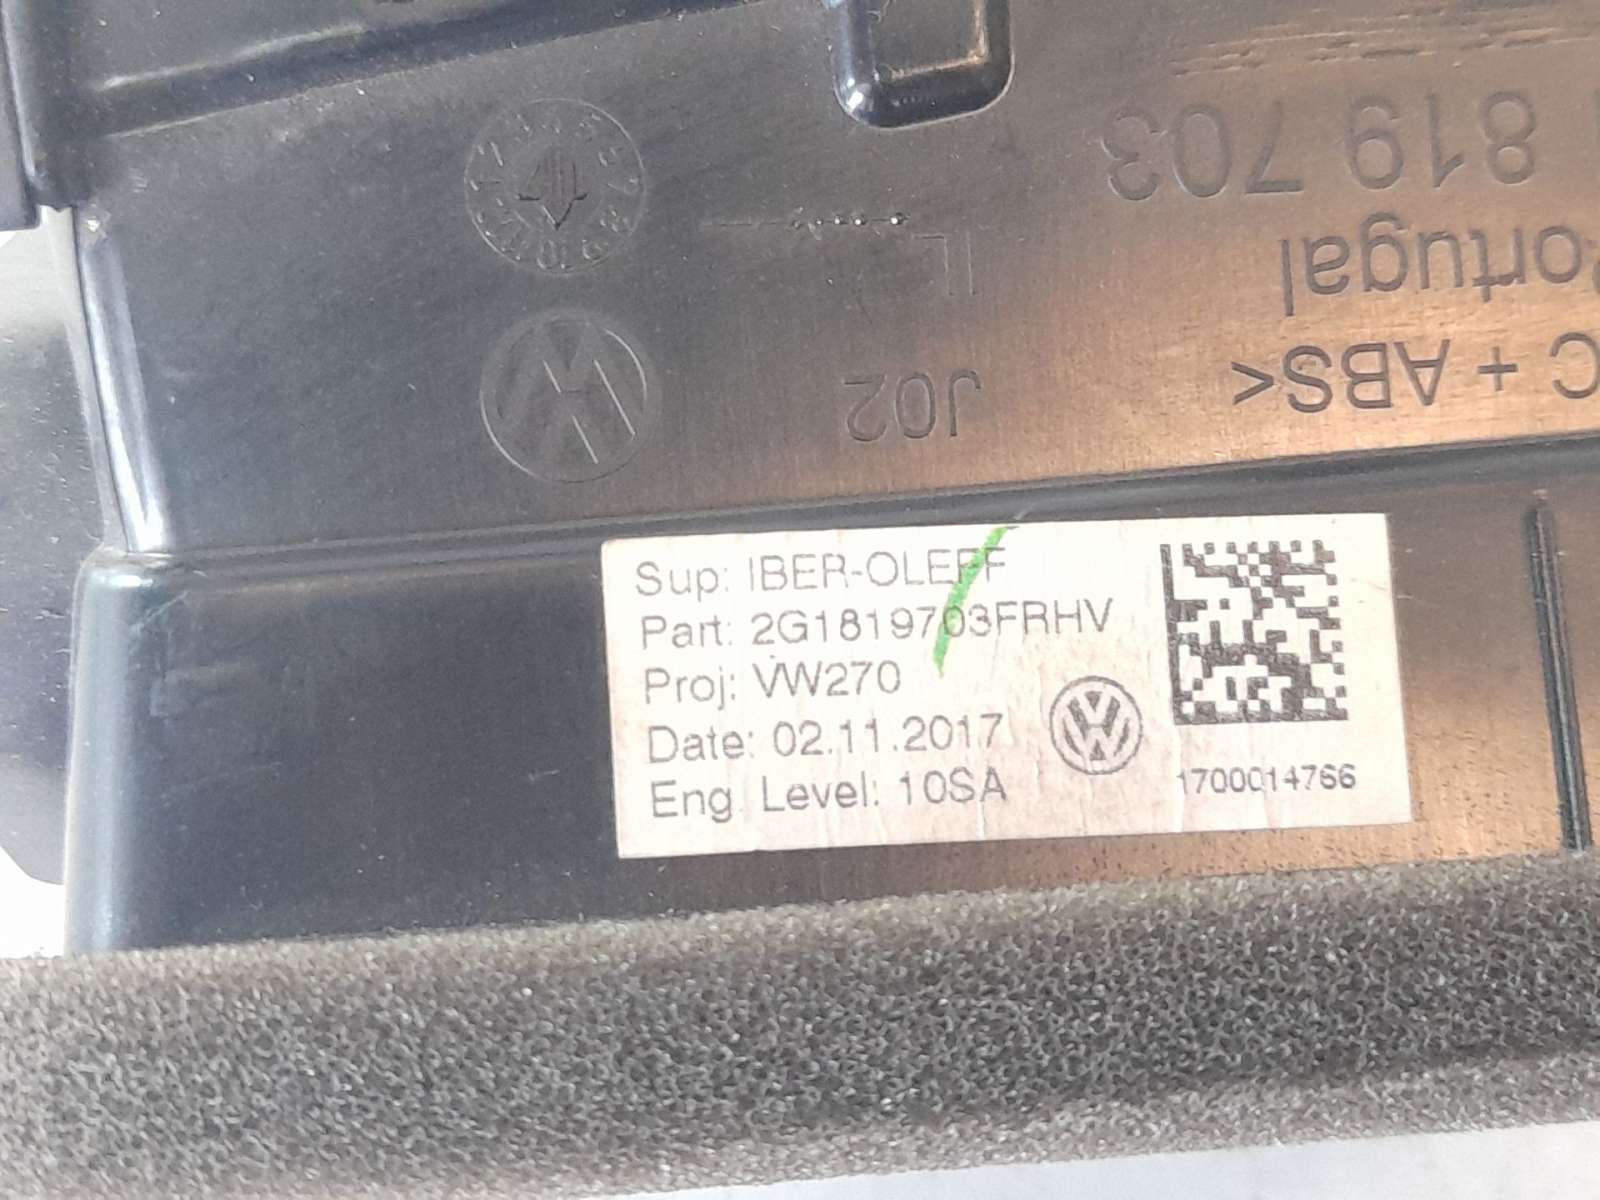 819 703
Portugal
C + ABS<
J02
Sup: IBER-OLEFF
Part: 2G1819703FRHV
Proj: VW270
Date: 02.11.2017
Eng. Level: 10SA
1700014766